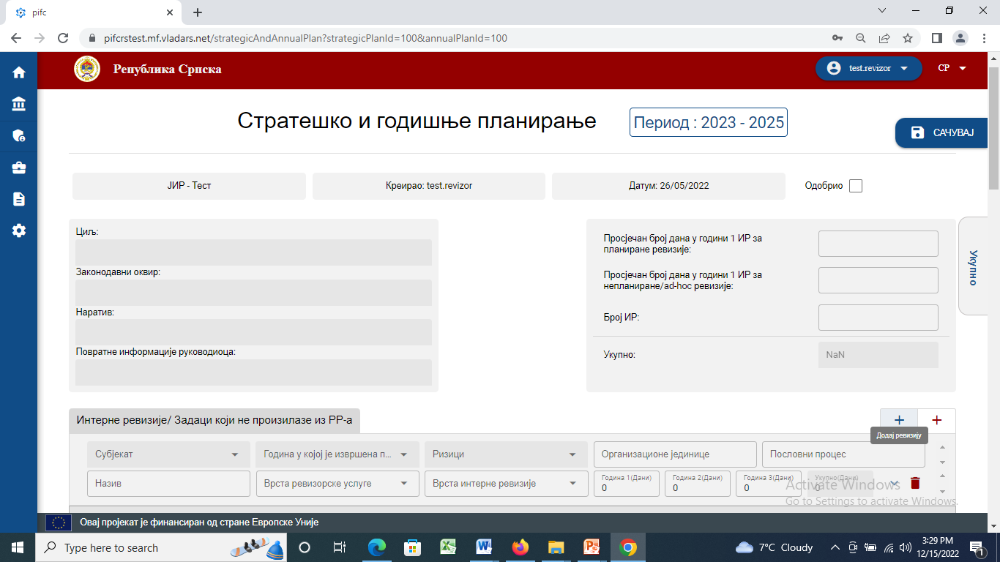 pifc
pifcrstest.mf.vladars.net/strategicAndAnnualPlan?strategicPlanId=100&annualPlanId=100
Република Српска
test.revizor
СР
Стратешко и годишње планирање
Период : 2023 - 2025
САЧУВАЈ
ЈИР - Тест
Креирао: test.revizor
Датум: 26/05/2022
Одобрио
Циљ:
Законодавни оквир:
Наратив:
Повратне информације руководиоца:
Просјечан број дана у години 1 ИР за
планиране ревизије:
Просјечан број дана у години 1 ИР за
непланиране/ad-hoc ревизије:
Број ИР:
Укупно:
NaN
Укупно
Интерне ревизије/ Задаци који не произилазе из РР-а
Додај ревизију
Субјекат
Година у којој је извршена п...
Ризици
Организационе јединице
Пословни процес
Назив
Врста ревизорске услуге
Врста интерне ревизије
Година 1(Дани)
0
Година 2(Дани)
0
Година 3(Дани)
0
Укупно(Дани)
0
Activate Windows
Go to Settings to activate Windows.
Овај пројекат је финансиран од стране Европске Уније
Type here to search
7°C Cloudy
3:29 PM
12/15/2022
1